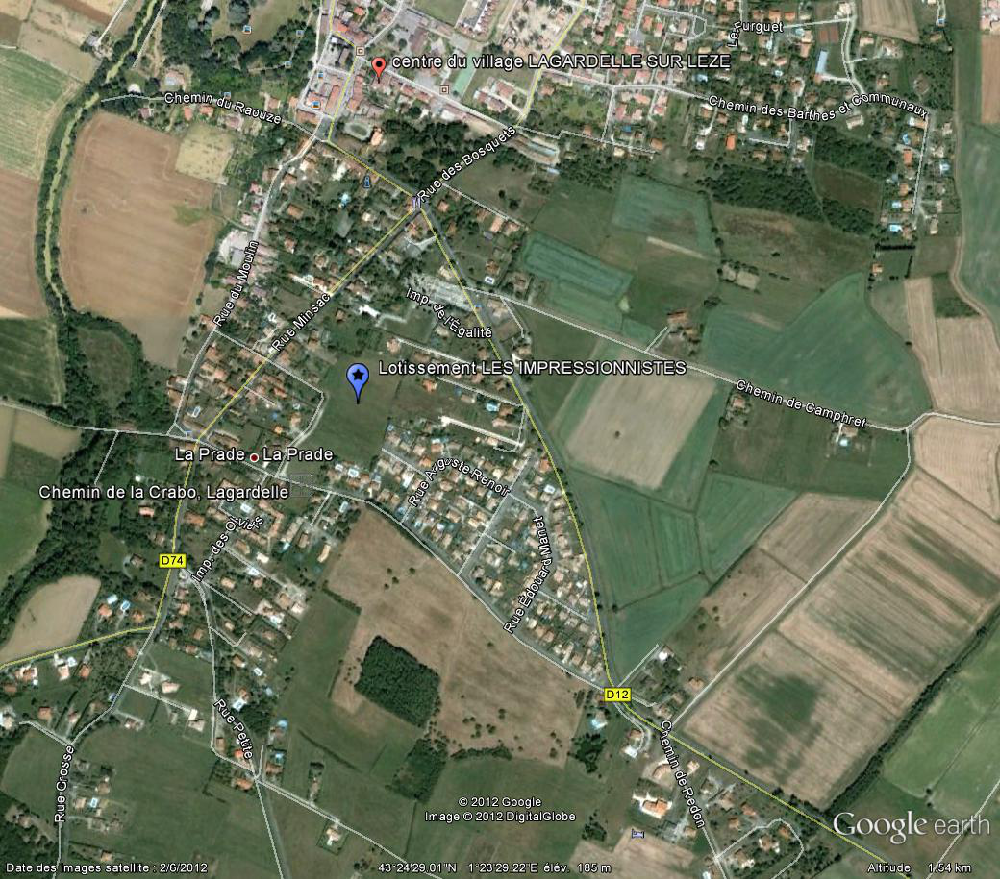 Le Furguet
centre du village LAGARDELLE SUR LEZE
Chemin du Raouze
Chemin des Barthes et Communaux
Rue des Bosquets
Rue du Moulin
Rue Minsac
Imp. de l'Égalité
Lotissement LES IMPRESSIONNISTES
Chemin de Camphret
La Prade La Prade
Rue Auguste Renoir
Chemin de la Crabo, Lagardelle
Imp. des Oliviers
Rue Édouard Manet
D74
D12
Rue Petite
Rue Grosse
Chemin de Redon
© 2012 Google
Image © 2012 DigitalGlobe
Google earth
Date des images satellite : 2/6/2012
43°24'29.01"N 1°23'29.22"E élév. 185 m
Altitude 1.54 km